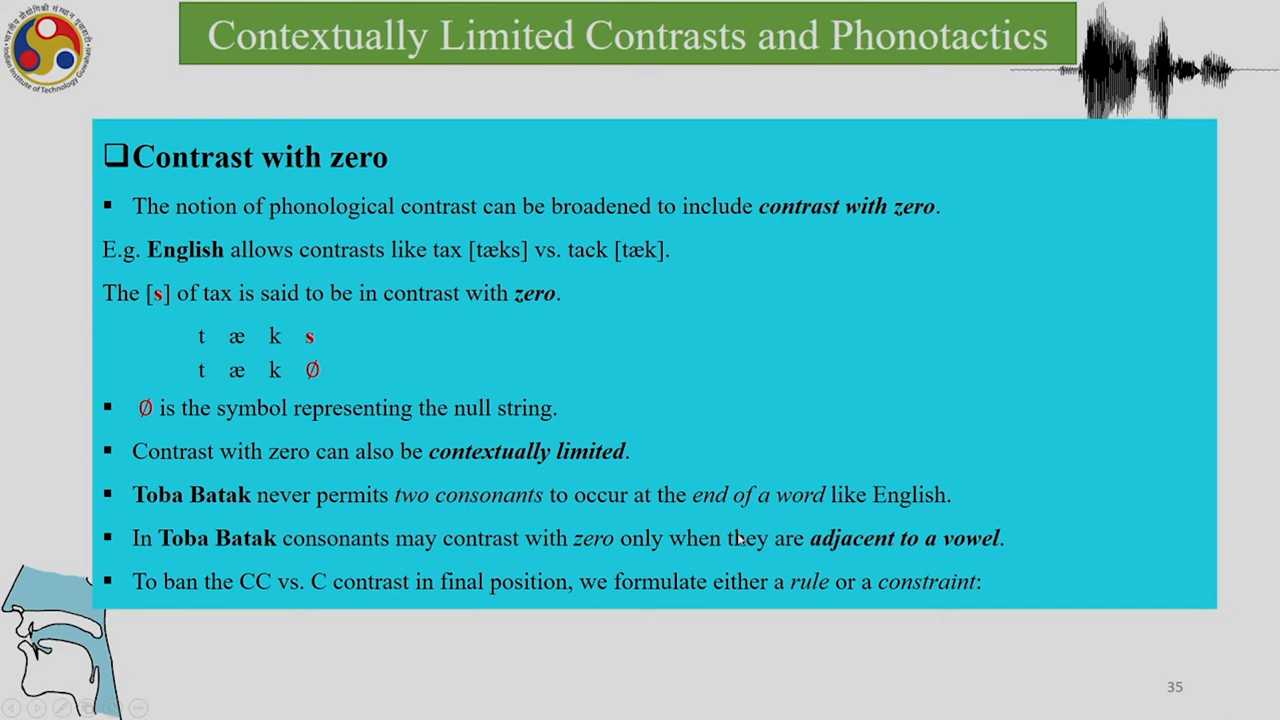 Contextually Limited Contrasts and Phonotactics
❑Contrast with zero
▪ The notion of phonological contrast can be broadened to include contrast with zero.
E.g. English allows contrasts like tax [tæks] vs. tack [tæk].
The [s] of tax is said to be in contrast with zero.
t æ k s
t æ k Ø
▪ Ø is the symbol representing the null string.
▪ Contrast with zero can also be contextually limited.
▪ Toba Batak never permits two consonants to occur at the end of a word like English.
▪ In Toba Batak consonants may contrast with zero only when they are adjacent to a vowel.
▪ To ban the CC vs. C contrast in final position, we formulate either a rule or a constraint:
35